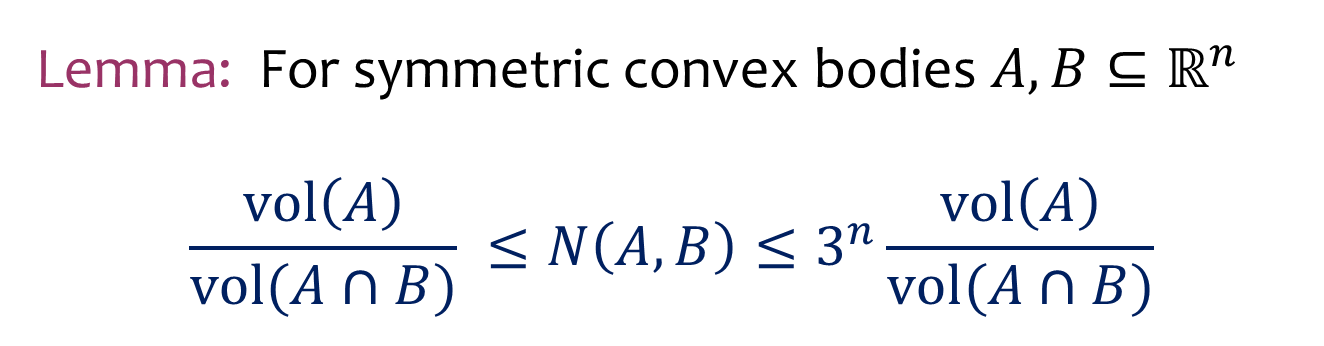 Lemma: For symmetric convex bodies 𝐴, 𝐵 ⊆ ℝⁿ
vol(𝐴) / vol(𝐴 ∩ 𝐵) ≤ 𝑁(𝐴, 𝐵) ≤ 3ⁿ vol(𝐴) / vol(𝐴 ∩ 𝐵)